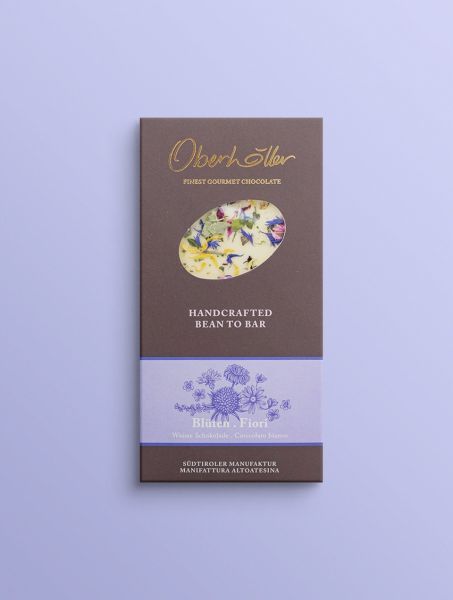 Oberhöller
FINEST GOURMET CHOCOLATE
HANDCRAFTED
BEAN TO BAR
Blüten . Fiori
Weisse Schokolade . Cioccolato bianco
SÜDTIROLER MANUFAKTUR
MANIFATTURA ALTOATESINA